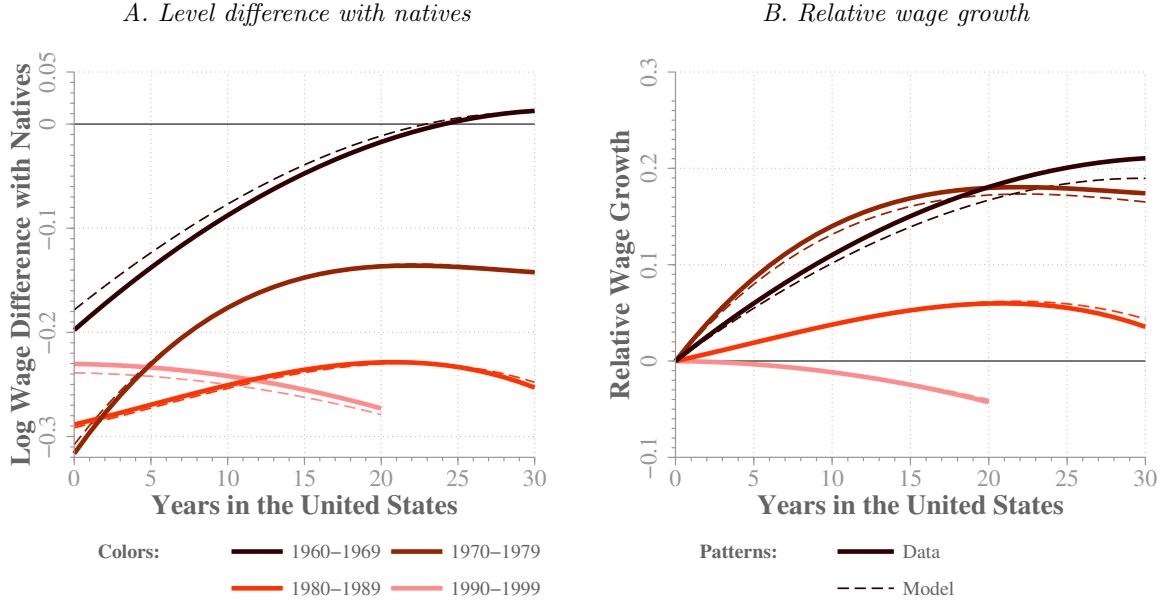 A. Level difference with natives
B. Relative wage growth
Log Wage Difference with Natives
0.05
0
−0.1
−0.2
−0.3
0
5
10
15
20
25
30
Years in the United States
Relative Wage Growth
0.3
0.2
0.1
0
−0.1
0
5
10
15
20
25
30
Years in the United States
Colors:
1960−1969
1970−1979
1980−1989
1990−1999
Patterns:
Data
Model